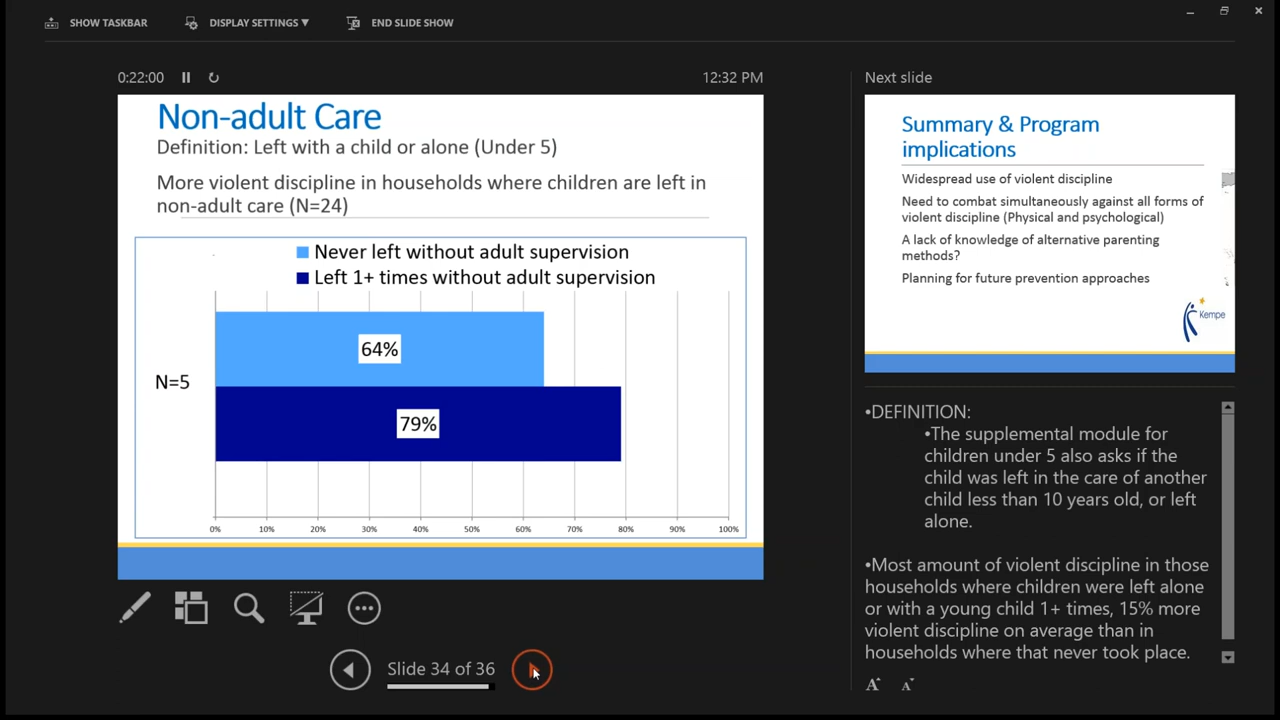 SHOW TASKBAR
DISPLAY SETTINGS ▼
END SLIDE SHOW
0:22:00
12:32 PM
Non-adult Care
Definition: Left with a child or alone (Under 5)
More violent discipline in households where children are left in
non-adult care (N=24)
Never left without adult supervision
Left 1+ times without adult supervision
64%
N=5
79%
0% 10% 20% 30% 40% 50% 60% 70% 80% 90% 100%
Slide 34 of 36
Next slide
Summary & Program
implications
Widespread use of violent discipline
Need to combat simultaneously against all forms of
violent discipline (Physical and psychological)
A lack of knowledge of alternative parenting
methods?
Planning for future prevention approaches
Kempe
•DEFINITION:
•The supplemental module for
children under 5 also asks if the
child was left in the care of another
child less than 10 years old, or left
alone.
•Most amount of violent discipline in those
households where children were left alone
or with a young child 1+ times, 15% more
violent discipline on average than in
households where that never took place.
A A